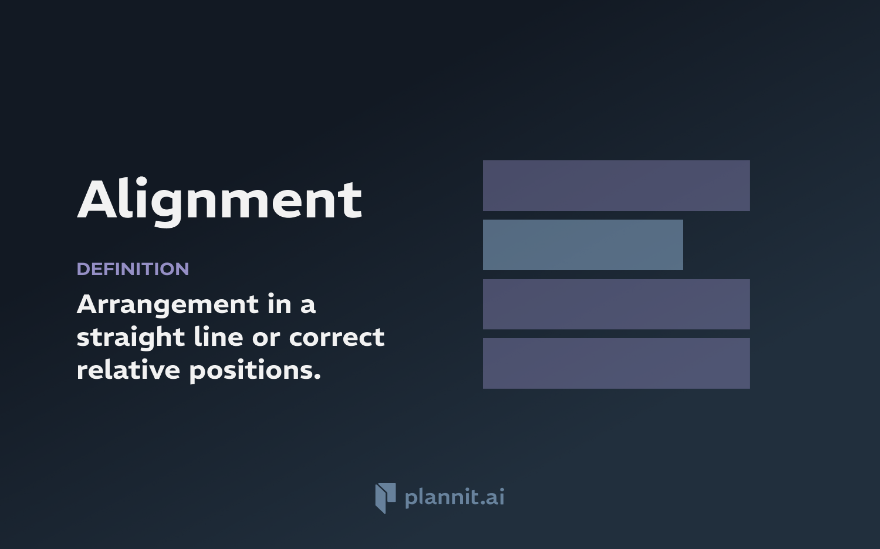 Alignment
DEFINITION
Arrangement in a
straight line or correct
relative positions.
plannit.ai